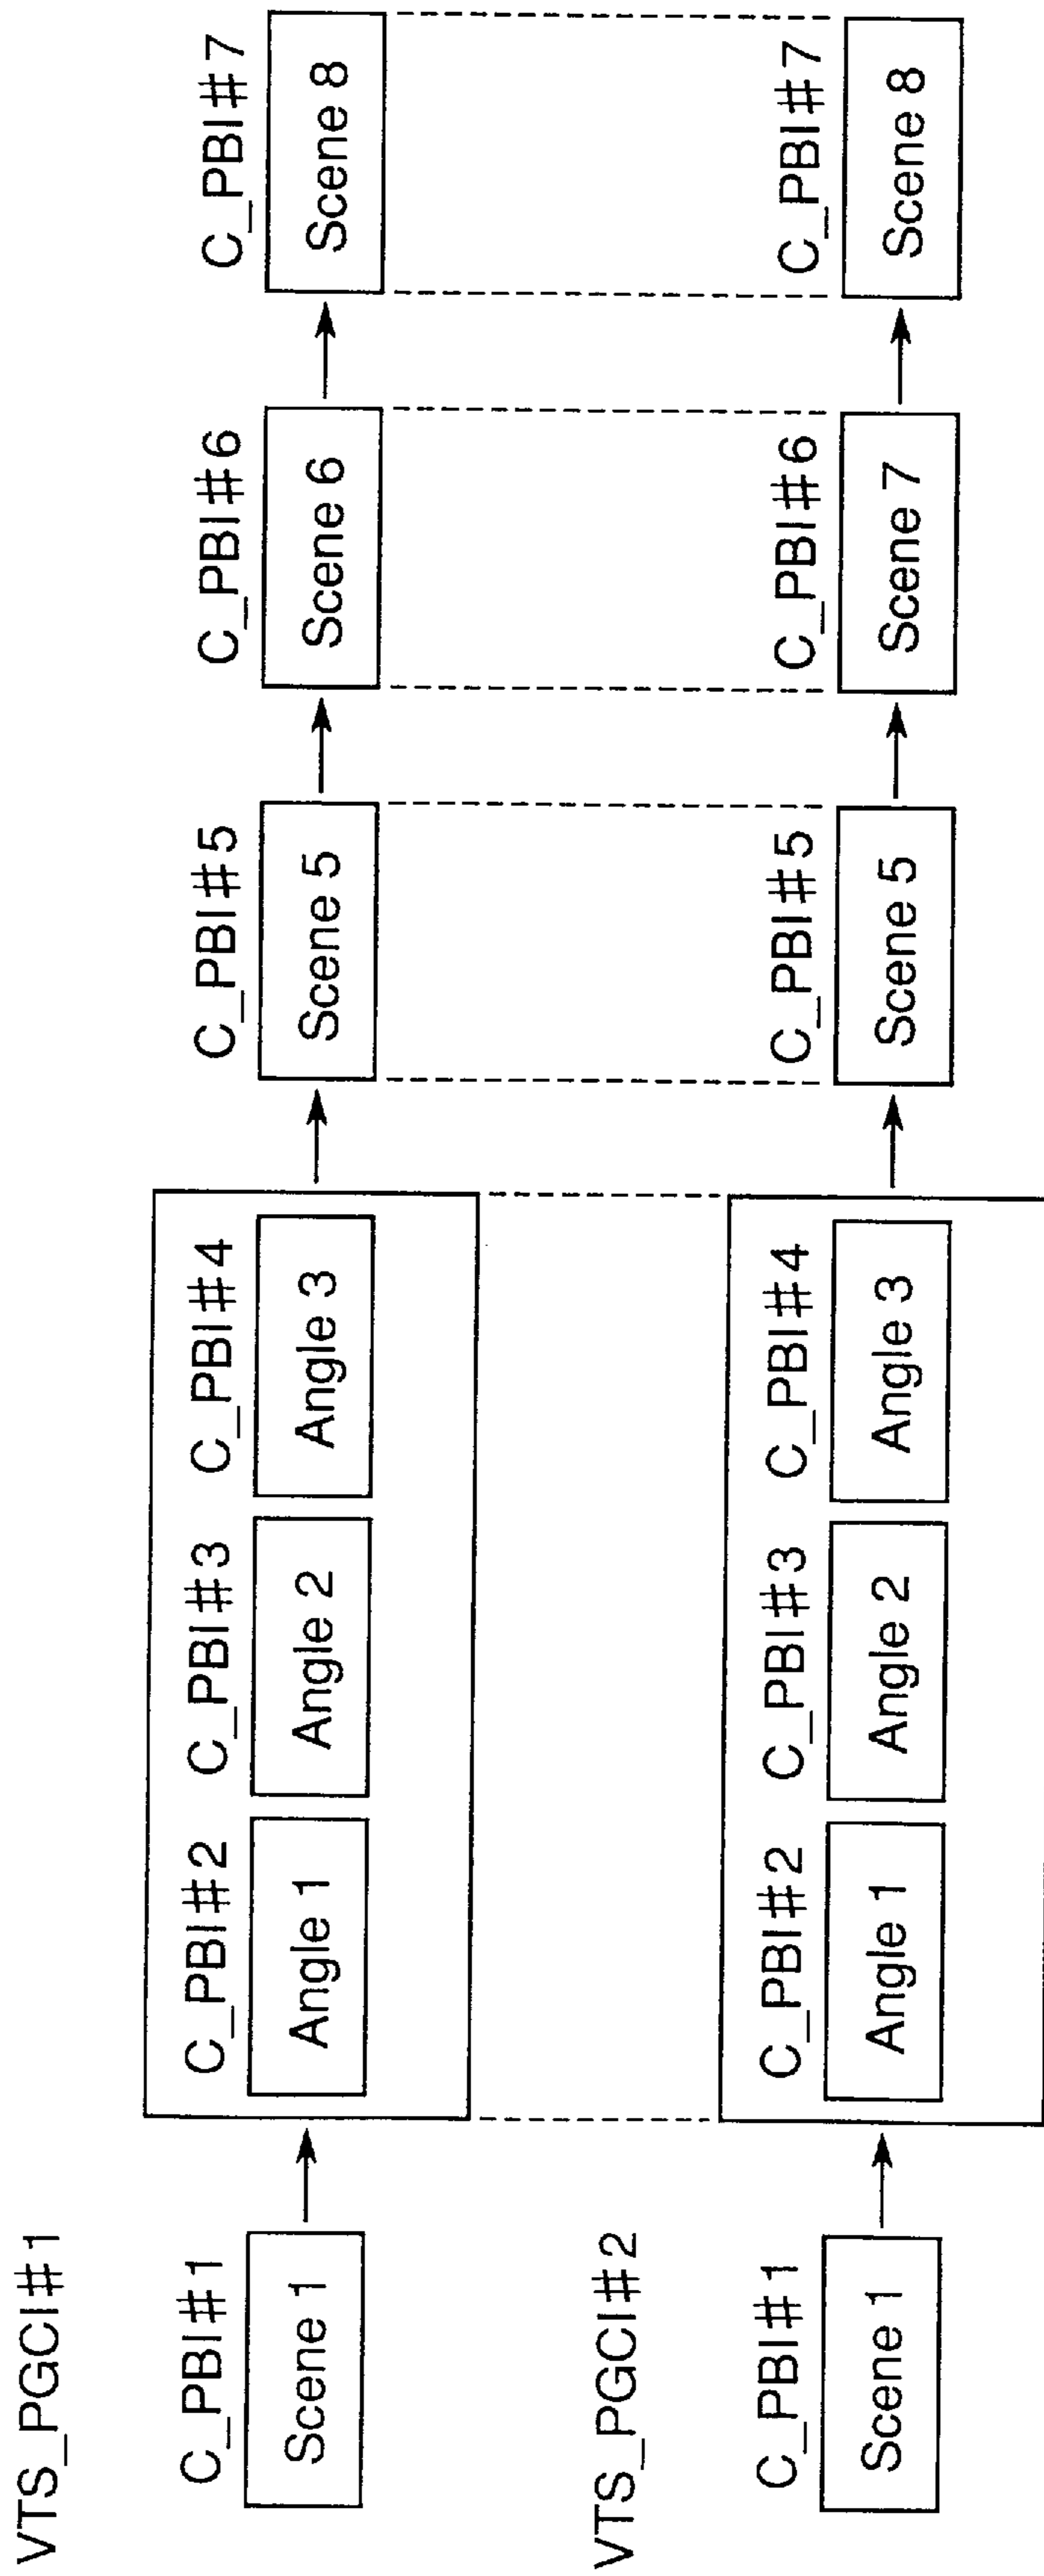 VTS_PGCI#1
C_PBI#1
Scene 1
C_PBI#2
Angle 1
C_PBI#3
Angle 2
C_PBI#4
Angle 3
C_PBI#5
Scene 5
C_PBI#6
Scene 6
C_PBI#7
Scene 8
VTS_PGCI#2
C_PBI#1
Scene 1
C_PBI#2
Angle 1
C_PBI#3
Angle 2
C_PBI#4
Angle 3
C_PBI#5
Scene 5
C_PBI#6
Scene 7
C_PBI#7
Scene 8